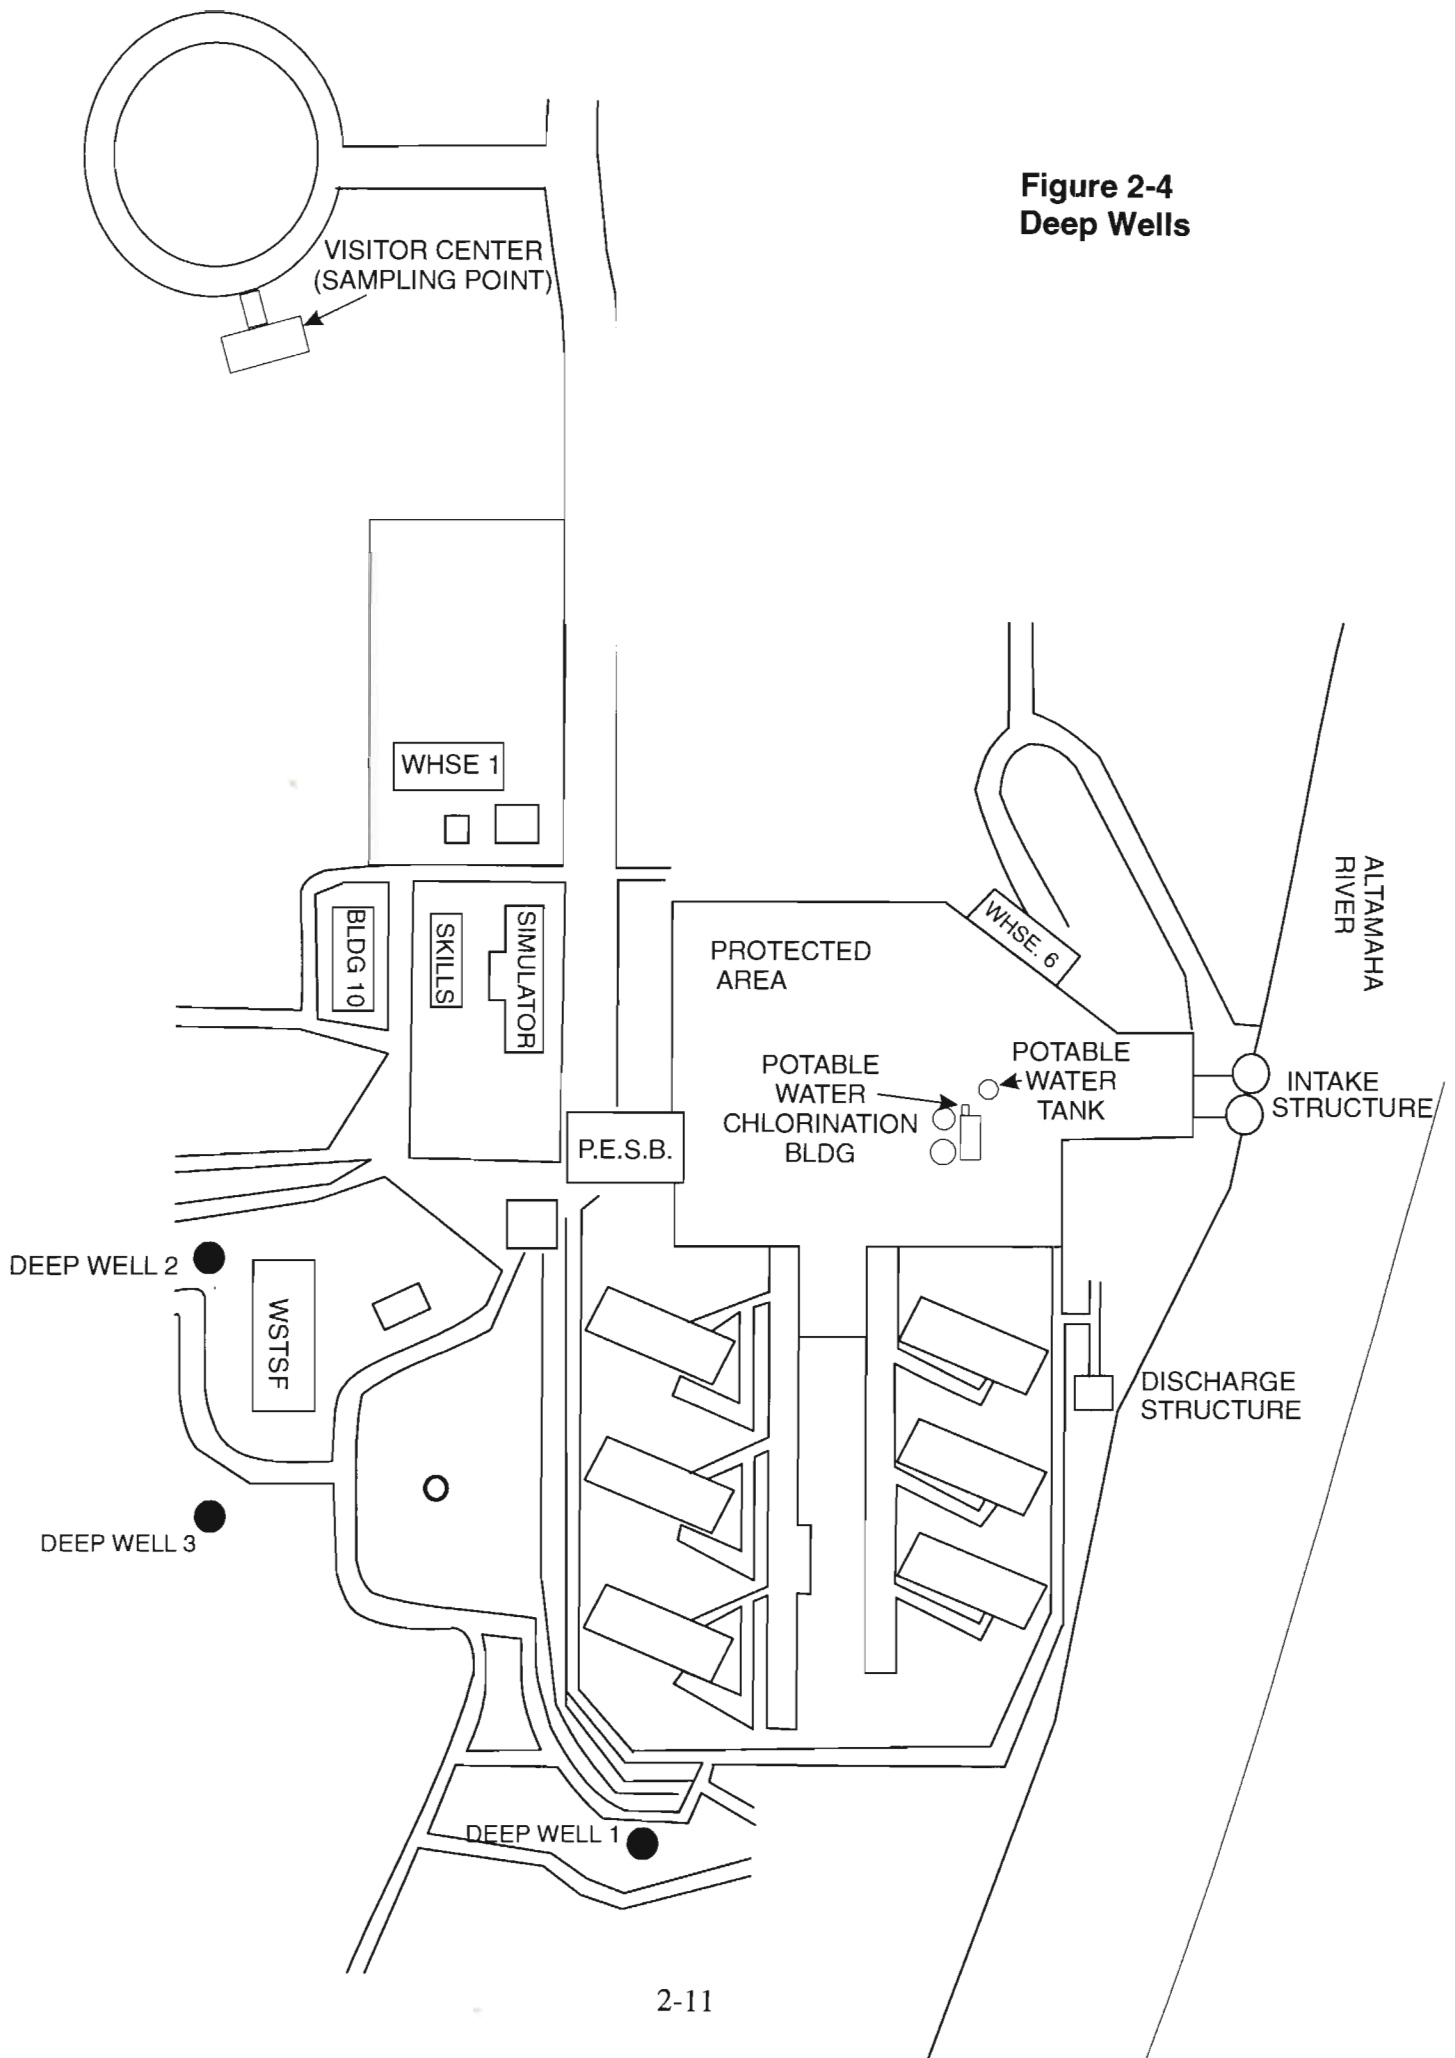 Figure 2-4
Deep Wells
VISITOR CENTER
(SAMPLING POINT)
WHSE 1
BLDG 10
SKILLS
SIMULATOR
PROTECTED
AREA
WHSE. 6
ALTAMAHA
RIVER
POTABLE
WATER
CHLORINATION
BLDG
POTABLE
WATER
TANK
INTAKE
STRUCTURE
P.E.S.B.
DEEP WELL 2
WSTSF
DISCHARGE
STRUCTURE
DEEP WELL 3
DEEP WELL 1
2-11